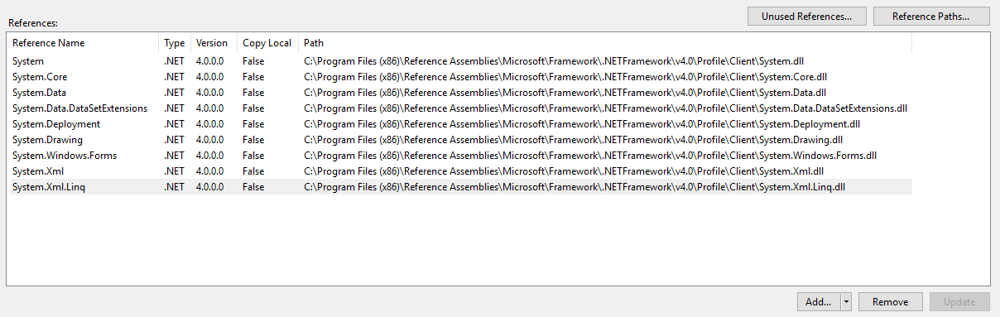 Unused References... Reference Paths...
References:
Reference Name Type Version Copy Local Path
System .NET 4.0.0.0 False C:\Program Files (x86)\Reference Assemblies\Microsoft\Framework\.NETFramework\v4.0\Profile\Client\System.dll
System.Core .NET 4.0.0.0 False C:\Program Files (x86)\Reference Assemblies\Microsoft\Framework\.NETFramework\v4.0\Profile\Client\System.Core.dll
System.Data .NET 4.0.0.0 False C:\Program Files (x86)\Reference Assemblies\Microsoft\Framework\.NETFramework\v4.0\Profile\Client\System.Data.dll
System.Data.DataSetExtensions .NET 4.0.0.0 False C:\Program Files (x86)\Reference Assemblies\Microsoft\Framework\.NETFramework\v4.0\Profile\Client\System.Data.DataSetExtensions.dll
System.Deployment .NET 4.0.0.0 False C:\Program Files (x86)\Reference Assemblies\Microsoft\Framework\.NETFramework\v4.0\Profile\Client\System.Deployment.dll
System.Drawing .NET 4.0.0.0 False C:\Program Files (x86)\Reference Assemblies\Microsoft\Framework\.NETFramework\v4.0\Profile\Client\System.Drawing.dll
System.Windows.Forms .NET 4.0.0.0 False C:\Program Files (x86)\Reference Assemblies\Microsoft\Framework\.NETFramework\v4.0\Profile\Client\System.Windows.Forms.dll
System.Xml .NET 4.0.0.0 False C:\Program Files (x86)\Reference Assemblies\Microsoft\Framework\.NETFramework\v4.0\Profile\Client\System.Xml.dll
System.Xml.Linq .NET 4.0.0.0 False C:\Program Files (x86)\Reference Assemblies\Microsoft\Framework\.NETFramework\v4.0\Profile\Client\System.Xml.Linq.dll
Add... Remove Update